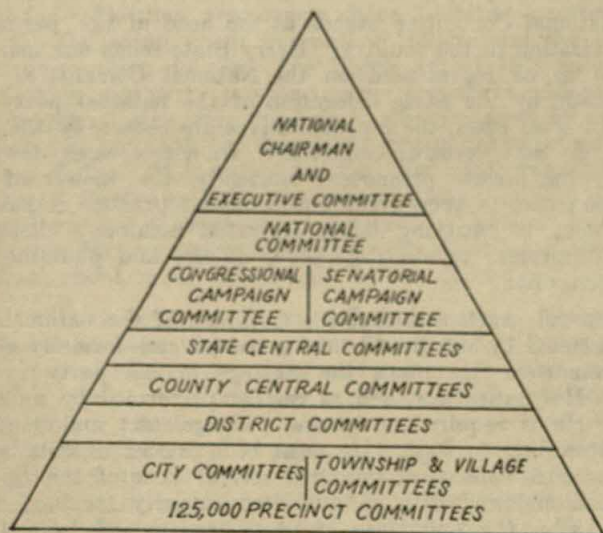 NATIONAL
CHAIRMAN
AND
EXECUTIVE COMMITTEE
NATIONAL
COMMITTEE
CONGRESSIONAL
CAMPAIGN
COMMITTEE
SENATORIAL
CAMPAIGN
COMMITTEE
STATE CENTRAL COMMITTEES
COUNTY CENTRAL COMMITTEES
DISTRICT COMMITTEES
CITY COMMITTEES
TOWNSHIP & VILLAGE
COMMITTEES
125,000 PRECINCT COMMITTEES